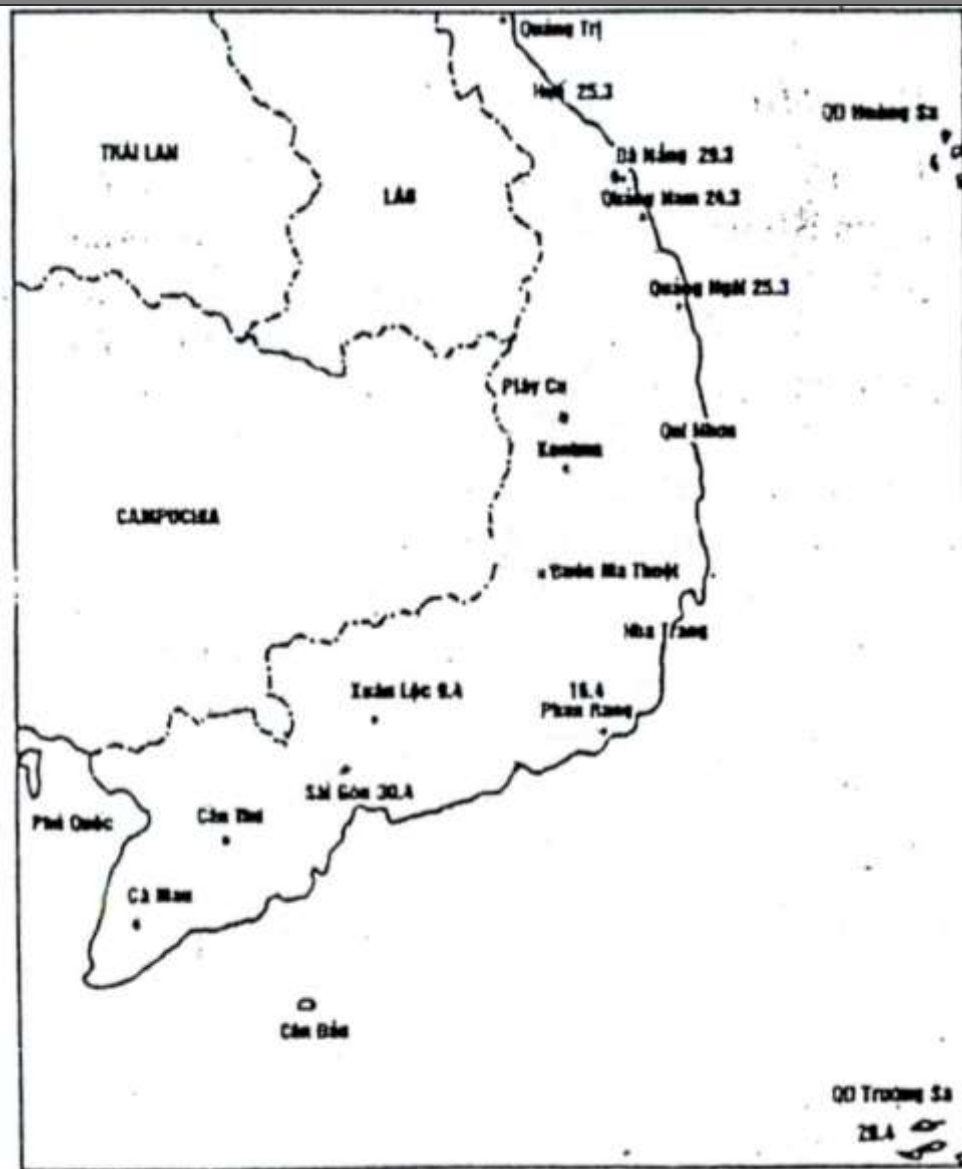 Quảng Trị
Huế 25.3
QĐ Hoàng Sa
THÁI LAN
LÀO
Đà Nẵng 29.3
Quảng Nam 24.3
Quảng Ngãi 25.3
Plây Cu
Qui Nhơn
Komtum
CAMPUCHIA
Buôn Ma Thuột
Nha Trang
Xuân Lộc 9.4
16.4
Phan Rang
Sài Gòn 30.4
Phú Quốc
Cần Thơ
Cà Mau
Côn Đảo
QĐ Trường Sa
29.4